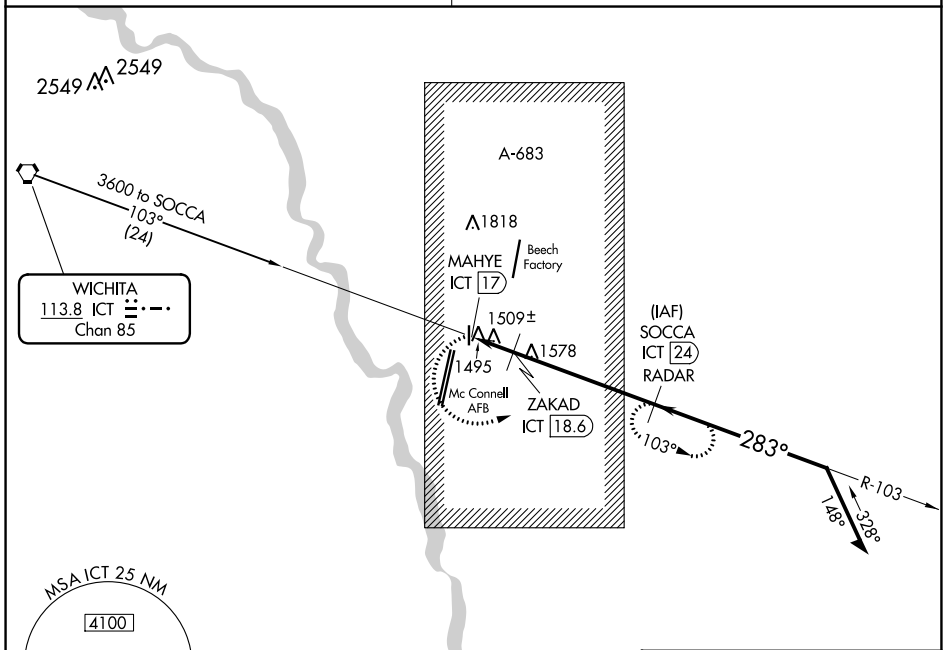 2549 2549
3600 to SOCCA
103°
(24)
WICHITA
113.8 ICT
Chan 85
A-683
1818
Beech
Factory
MAHYE
ICT 17
1509±
1578
1495
Mc Connell
AFB
ZAKAD
ICT 18.6
(IAF)
SOCCA
ICT 24
RADAR
103°
283°
R-103
148°
328°
MSA ICT 25 NM
4100